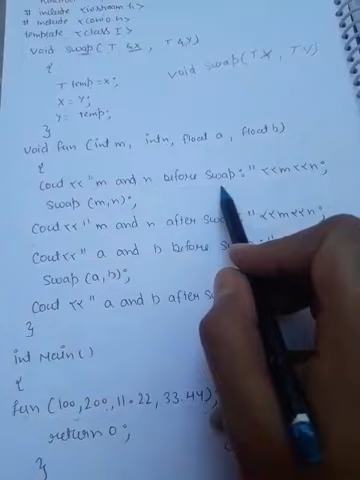 # include <iostream.h>
# include <conio.h>
template <class T>
void swap (T &x, T &y)
void swap(T x, T y)
{
T temp = x;
x = y;
y = temp;
}
void fun (int m, int n, float a, float b)
{
Cout << "m and n before swap:" <<m<<n;
Swap (m,n);
Cout << "m and n after swap" <<m<<n;
Cout << " a and b before
Swap (a,b);
Cout << " a and b after
}
int Main()
{
fun (100, 200, 11.22, 33.44);
return 0;
}